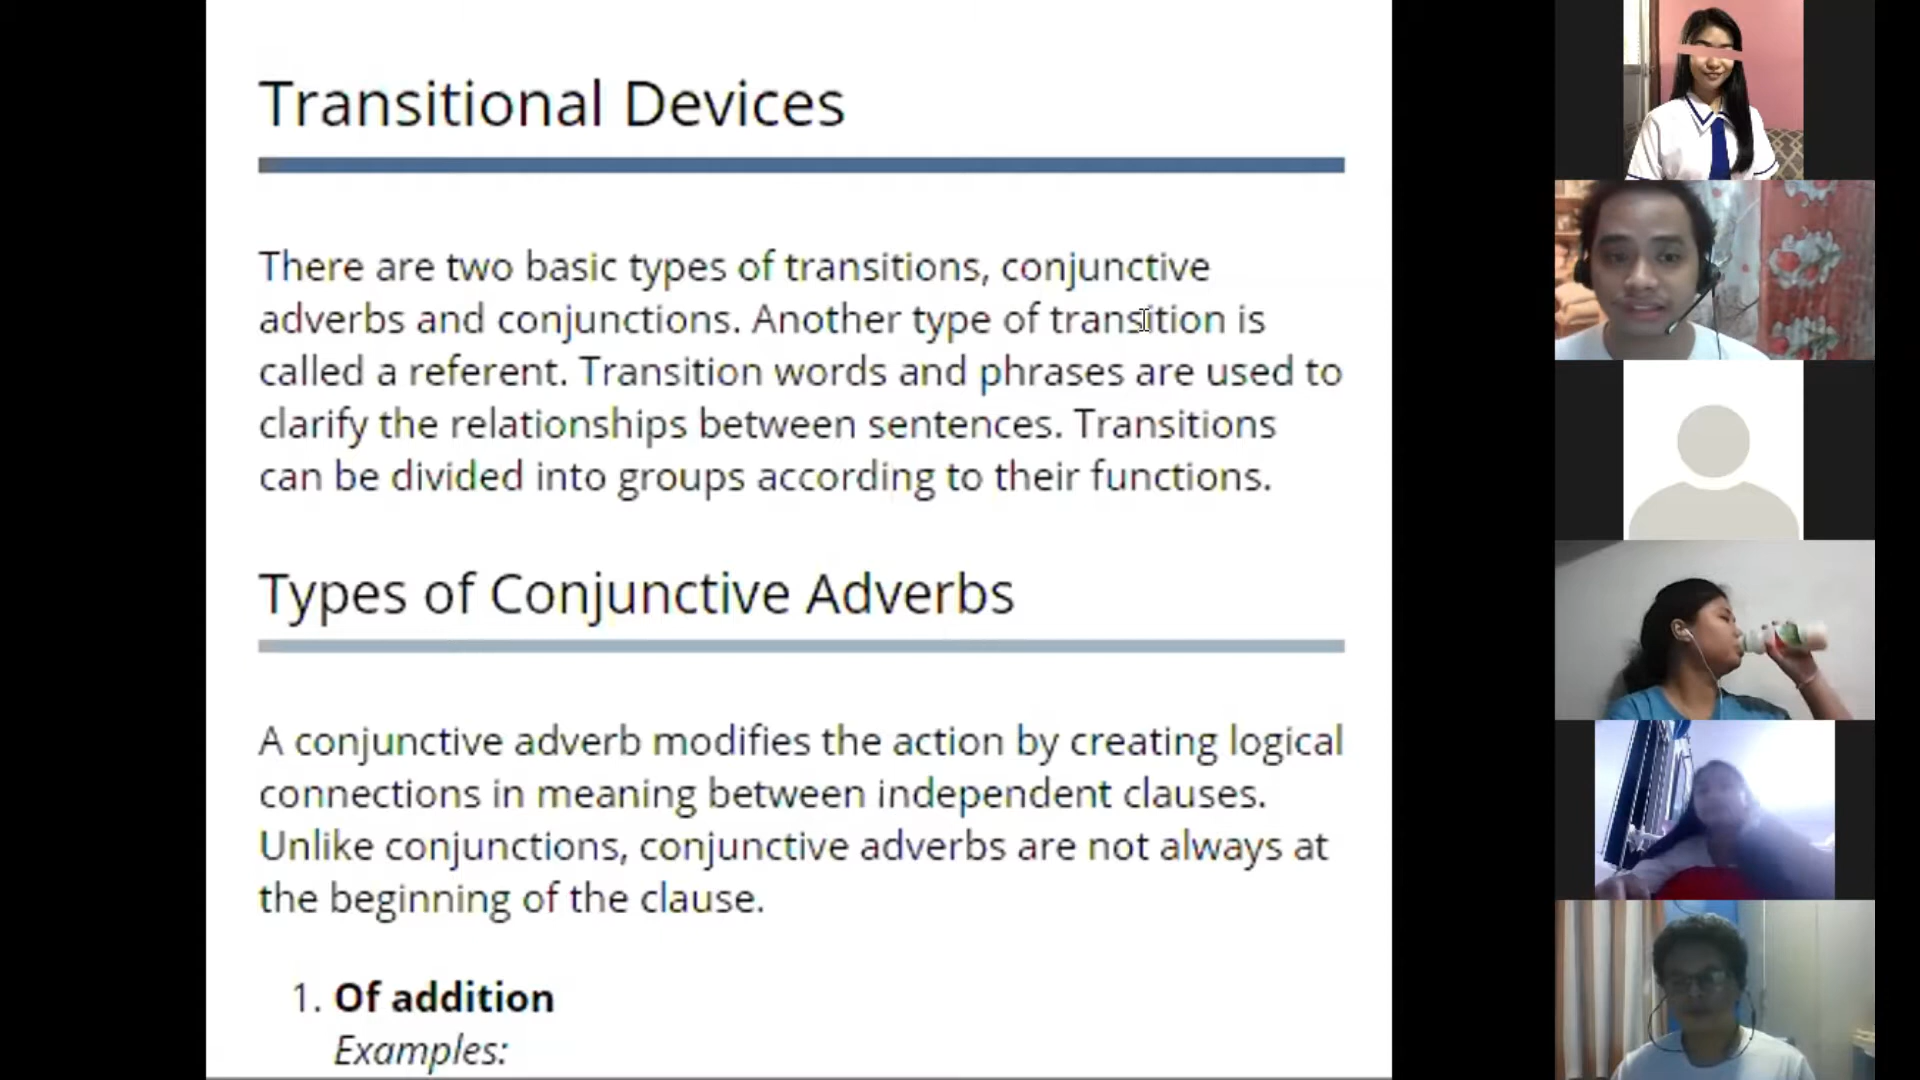 Transitional Devices
There are two basic types of transitions, conjunctive
adverbs and conjunctions. Another type of transition is
called a referent. Transition words and phrases are used to
clarify the relationships between sentences. Transitions
can be divided into groups according to their functions.
Types of Conjunctive Adverbs
A conjunctive adverb modifies the action by creating logical
connections in meaning between independent clauses.
Unlike conjunctions, conjunctive adverbs are not always at
the beginning of the clause.
1. Of addition
Examples: